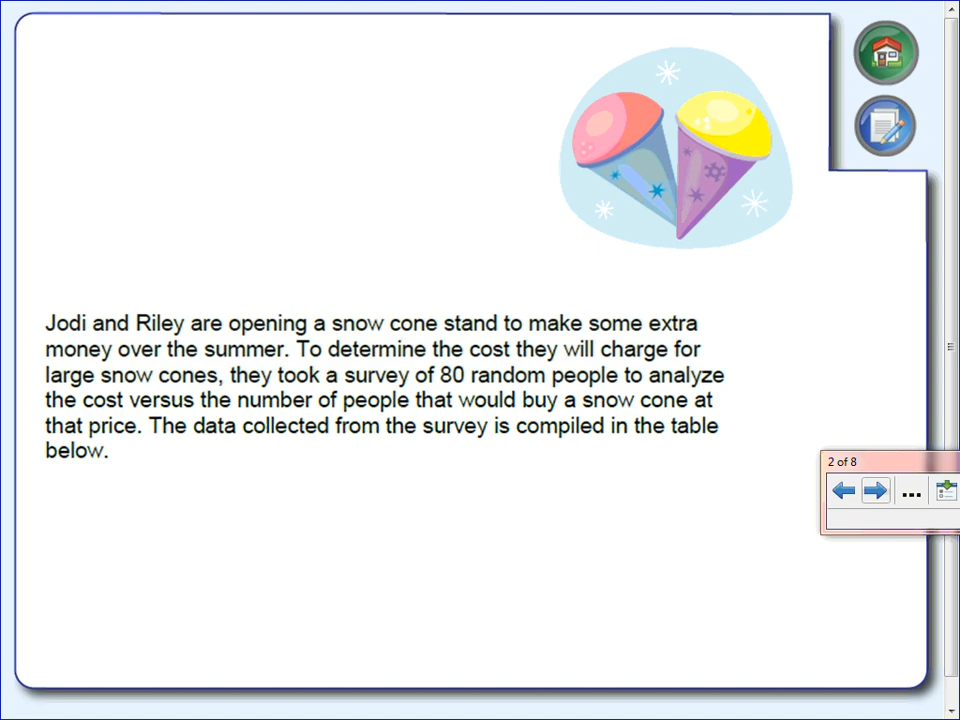 Jodi and Riley are opening a snow cone stand to make some extra
money over the summer. To determine the cost they will charge for
large snow cones, they took a survey of 80 random people to analyze
the cost versus the number of people that would buy a snow cone at
that price. The data collected from the survey is compiled in the table
below.
2 of 8